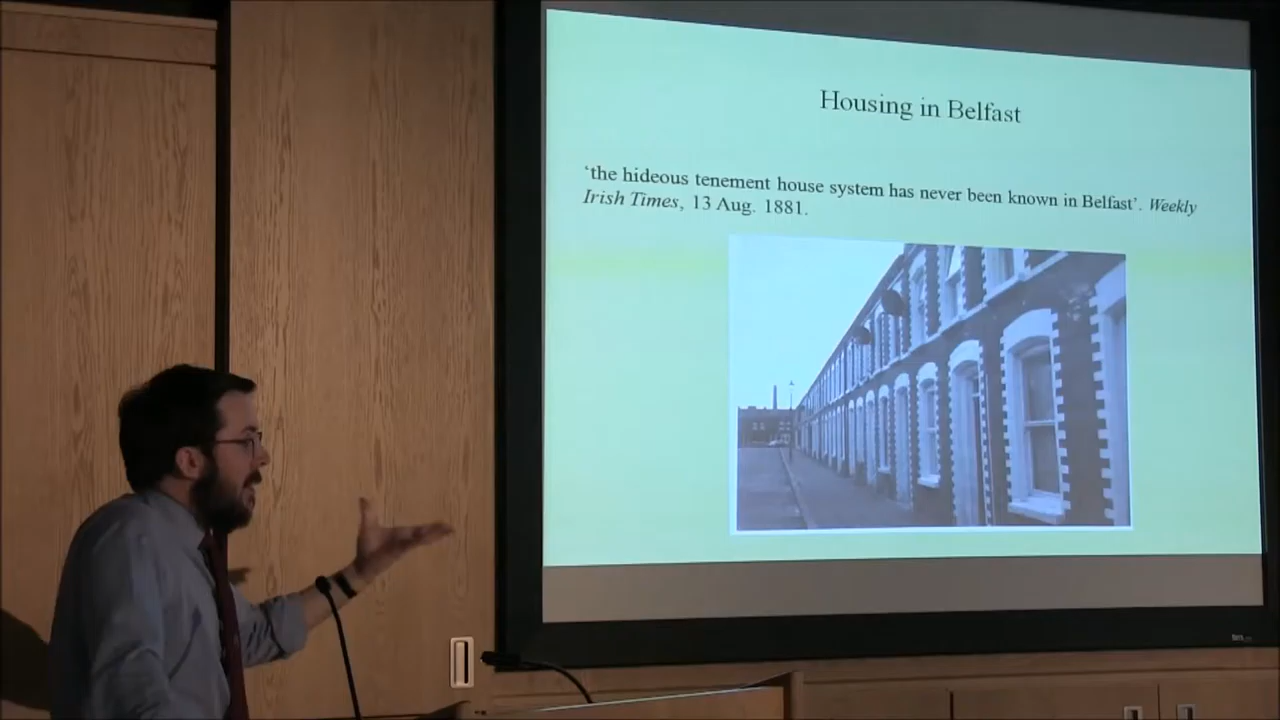 Housing in Belfast
‘the hideous tenement house system has never been known in Belfast’. Weekly
Irish Times, 13 Aug. 1881.